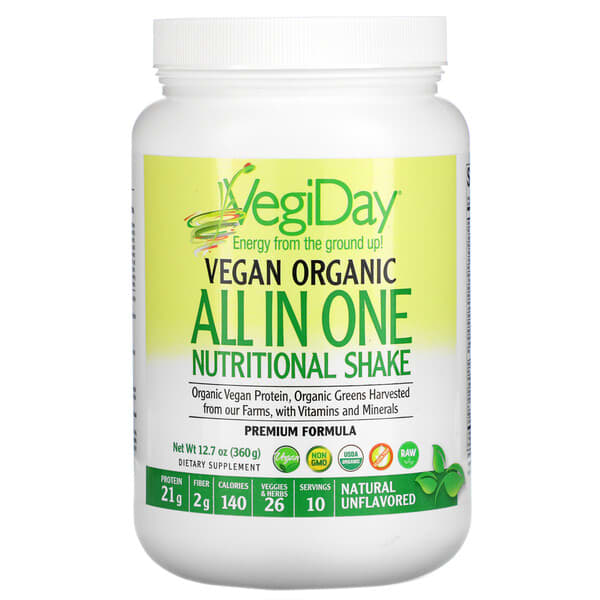 VegiDay®
Energy from the ground up!
VEGAN ORGANIC
ALL IN ONE
NUTRITIONAL SHAKE
Organic Vegan Protein, Organic Greens Harvested
from our Farms, with Vitamins and Minerals
PREMIUM FORMULA
Net Wt 12.7 oz (360g)
DIETARY SUPPLEMENT
Vegan
NON GMO
USDA ORGANIC
RAW
PROTEIN 21g
FIBER 2g
CALORIES 140
VEGGIES & HERBS 26
SERVINGS 10
NATURAL
UNFLAVORED